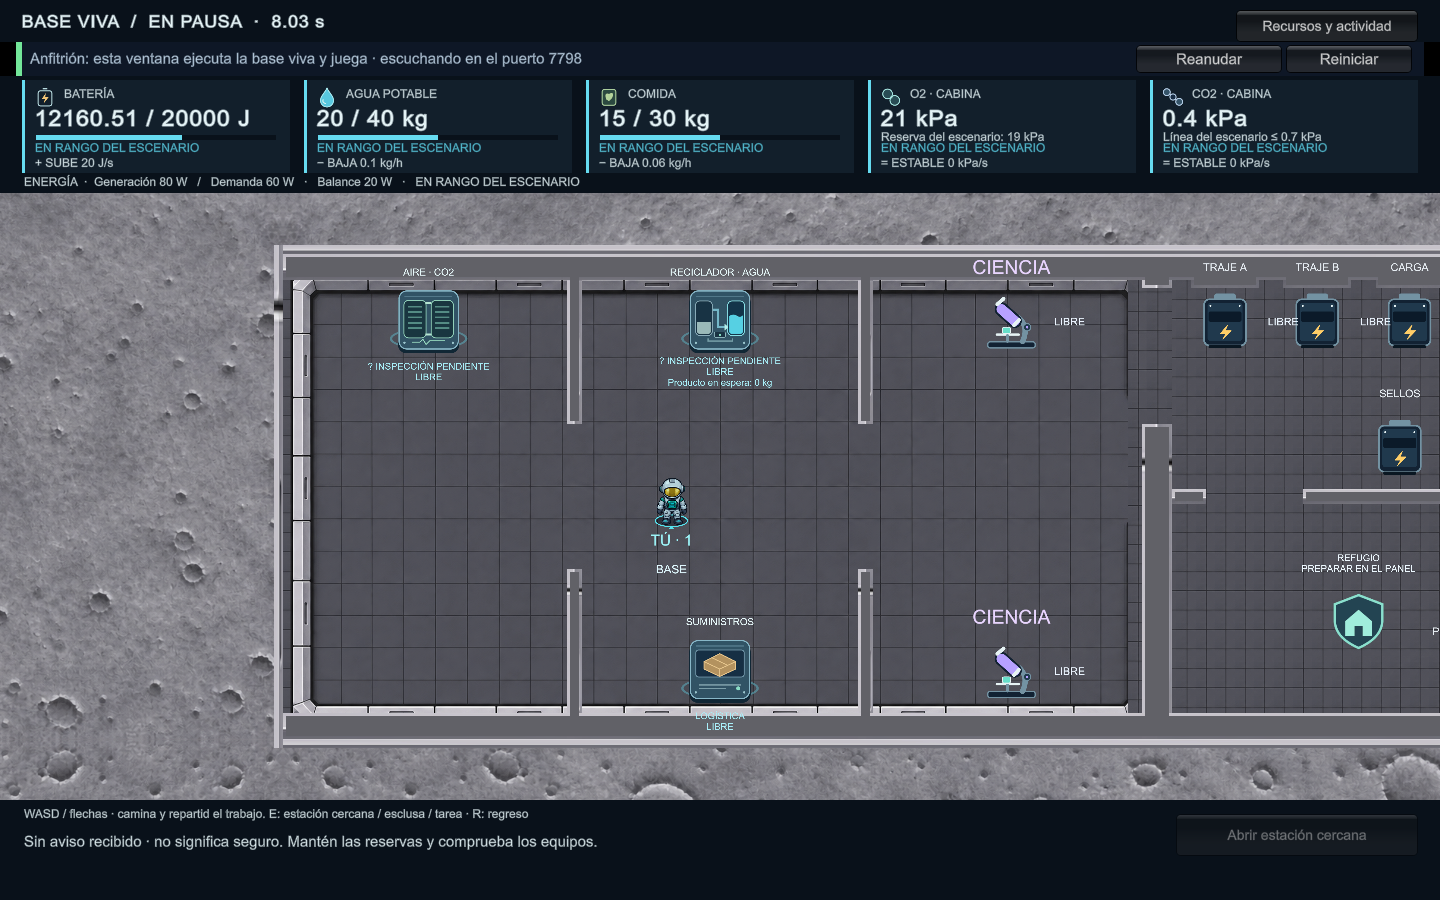 BASE VIVA / EN PAUSA · 8.03 s
Recursos y actividad
Anfitrión: esta ventana ejecuta la base viva y juega · escuchando en el puerto 7798
Reanudar
Reiniciar
BATERÍA
12160.51 / 20000 J
EN RANGO DEL ESCENARIO
+ SUBE 20 J/s
AGUA POTABLE
20 / 40 kg
EN RANGO DEL ESCENARIO
− BAJA 0.1 kg/h
COMIDA
15 / 30 kg
EN RANGO DEL ESCENARIO
− BAJA 0.06 kg/h
O2 · CABINA
21 kPa
Reserva del escenario: 19 kPa
EN RANGO DEL ESCENARIO
= ESTABLE 0 kPa/s
CO2 · CABINA
0.4 kPa
Línea del escenario ≤ 0.7 kPa
EN RANGO DEL ESCENARIO
= ESTABLE 0 kPa/s
ENERGÍA · Generación 80 W / Demanda 60 W · Balance 20 W · EN RANGO DEL ESCENARIO
AIRE · CO2
? INSPECCIÓN PENDIENTE
LIBRE
RECICLADOR · AGUA
? INSPECCIÓN PENDIENTE
LIBRE
Producto en espera: 0 kg
CIENCIA
LIBRE
TRAJE A
LIBRE
TRAJE B
LIBRE
CARGA
SELLOS
TÚ · 1
BASE
REFUGIO
PREPARAR EN EL PANEL
P
SUMINISTROS
LOGÍSTICA
LIBRE
CIENCIA
LIBRE
WASD / flechas · camina y repartid el trabajo. E: estación cercana / esclusa / tarea · R: regreso
Sin aviso recibido · no significa seguro. Mantén las reservas y comprueba los equipos.
Abrir estación cercana